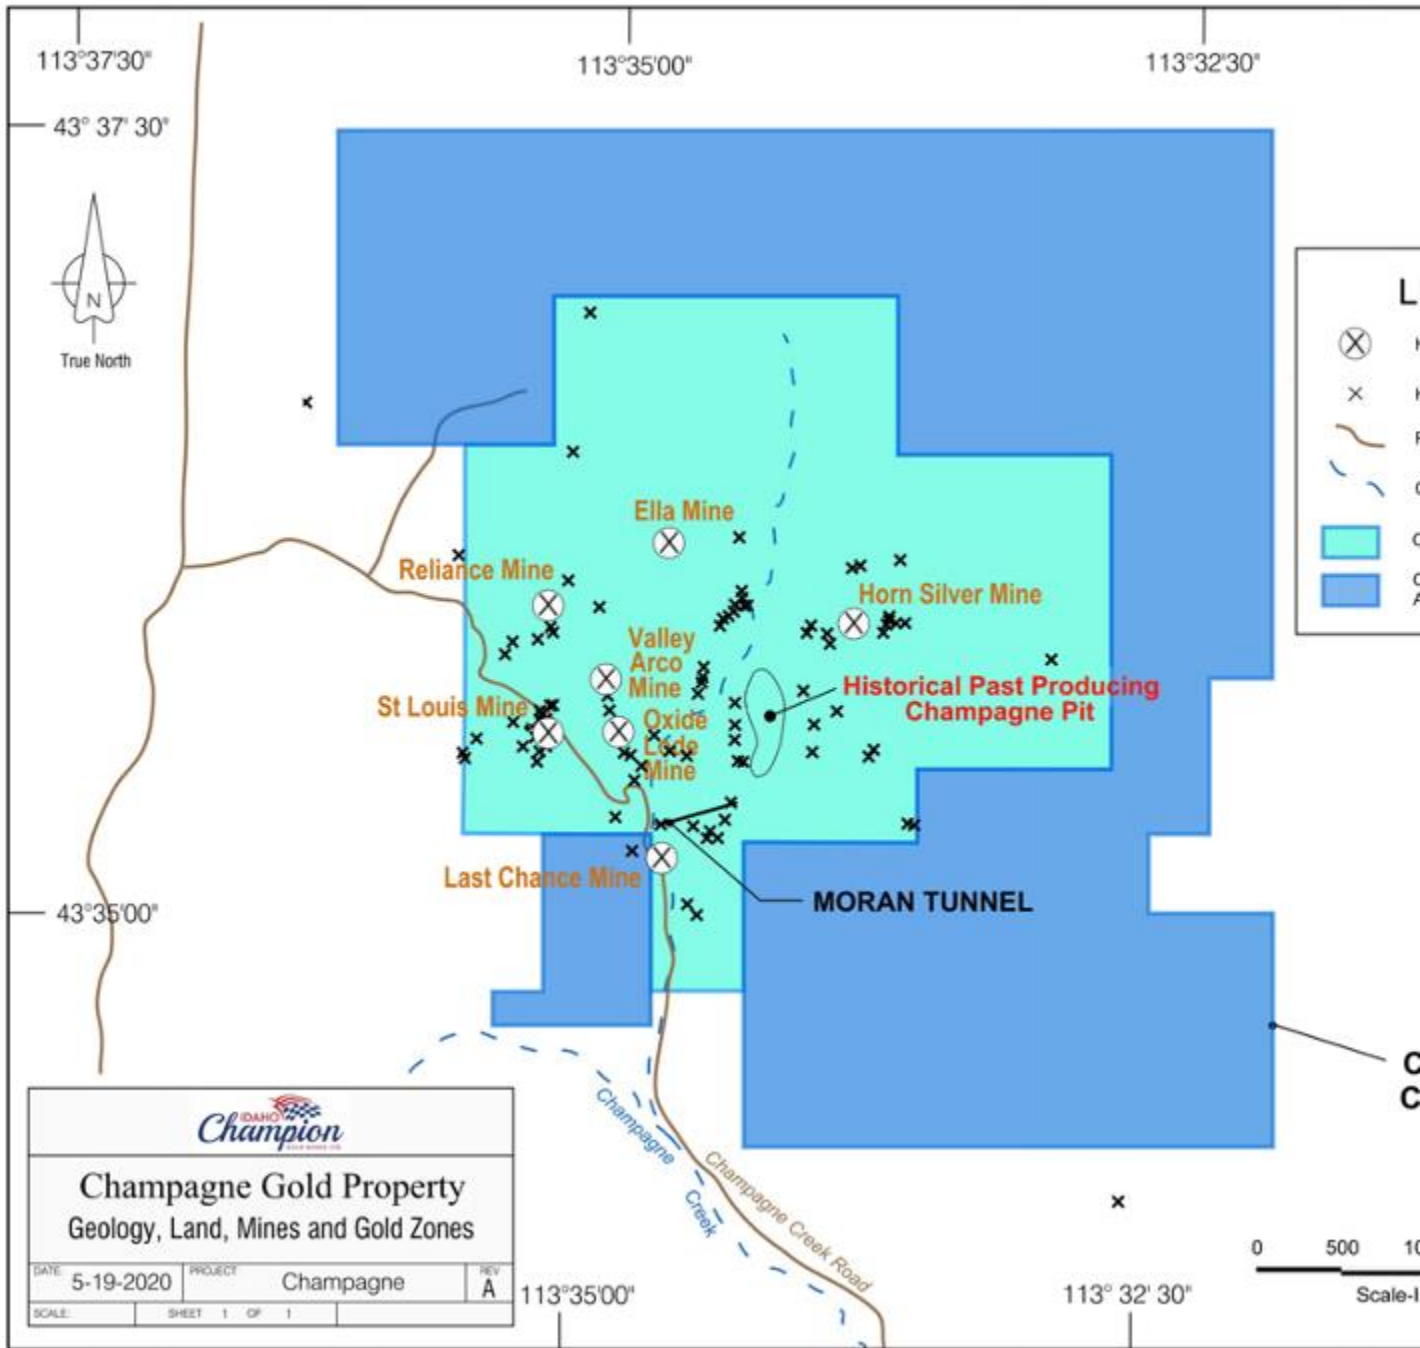 113°37'30"
113°35'00"
113°32'30"
43° 37' 30"
N
True North
L
Ella Mine
Reliance Mine
Horn Silver Mine
Valley
Arco
Mine
Historical Past Producing
Champagne Pit
St Louis Mine
Oxide
Lode
Mine
Last Chance Mine
MORAN TUNNEL
43°35'00"
C
C
IDAHO
Champion
Champagne Gold Property
Geology, Land, Mines and Gold Zones
DATE: 5-19-2020
PROJECT Champagne
REV A
SCALE:
SHEET 1 OF 1
Champagne
Creek
Champagne Creek Road
0 500 10
Scale-I
113°35'00"
113° 32' 30"